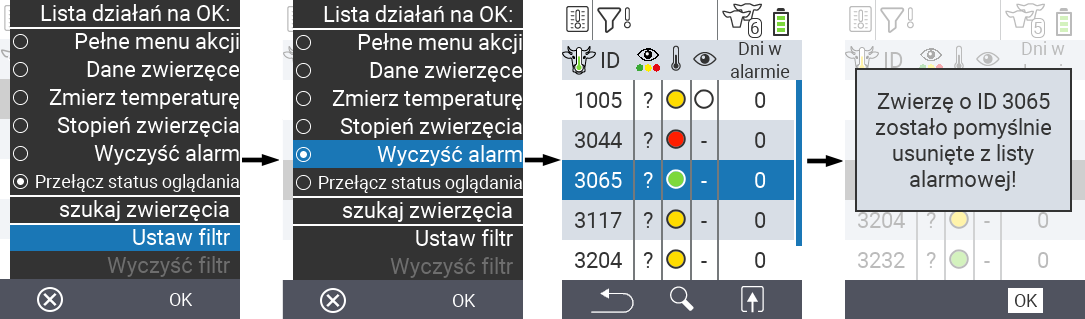 Lista działań na OK:
Pełne menu akcji
Dane zwierzęce
Zmierz temperaturę
Stopień zwierzęcia
Wyczyść alarm
Przełącz status oglądania
szukaj zwierzęcia
Ustaw filtr
Wyczyść filtr
OK
Lista działań na OK:
Pełne menu akcji
Dane zwierzęce
Zmierz temperaturę
Stopień zwierzęcia
Wyczyść alarm
Przełącz status oglądania
szukaj zwierzęcia
Ustaw filtr
Wyczyść filtr
OK
6
ID Dni w
alarmie
1005 ? 0
3044 ? - 0
3065 ? - 0
3117 ? - 0
3204 ? - 0
5
ID Dni w
alarmie
Zwierzę o ID 3065
zostało pomyślnie
usunięte z listy
alarmowej!
3204 ? - 0
3232 ? - 0
OK